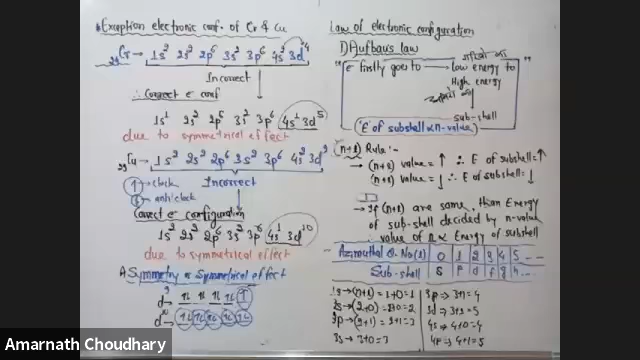 *Exception electronic conf. of Cr & Cu
Cr → 1s² 2s² 2p⁶ 3s² 3p⁶ 4s² 3d⁴
Incorrect
∴ Correct e⁻ conf
1s¹ 2s² 2p⁶ 3s² 3p⁶ 4s¹ 3d⁵
due to symmetrical effect
₂₉Cu → 1s² 2s² 2p⁶ 3s² 3p⁶ 4s² 3d⁹
↑ → clock
→ anti clock
Incorrect
Correct e⁻ configuration
1s² 2s² 2p⁶ 3s² 3p⁶ 4s¹ 3d¹⁰
due to symmetrical effect
Symmetry or Symmetrical effect
d⁹ → ↑↓ ↑↓ ↑↓ ↑↓ ↑
d¹⁰ → ↑↓ ↑↓ ↑↓ ↑↓ ↑↓
Law of electronic configuration
1) Aufbau's law
"e⁻ firstly goes to → Low energy to
High energy
sub-shell"
'E' of subshell ∝ n-value
(n+l) Rule:-
→ (n+l) value = ↑ ∴ E of subshell = ↑
(n+l) value = ↓ ∴ E of subshell = ↓
→ If (n+l) are same, than Energy
of sub-shell decided by n-value
∴ value of n ∝ Energy of subshell
Azimuthal Q. No(l) 0 1 2 3 4 5 ...
Sub-shell s p d f g h ...
1s → (n+l) = 1+0 = 1
2s → (2+0) = 2+0 = 2
2p → (2+1) = 2+1 = 3
3s → 3+0 = 3
3p → 3+1 = 4
3d → 3+2 = 5
4s → 4+0 = 4
4p → 4+1 = 5
Amarnath Choudhary